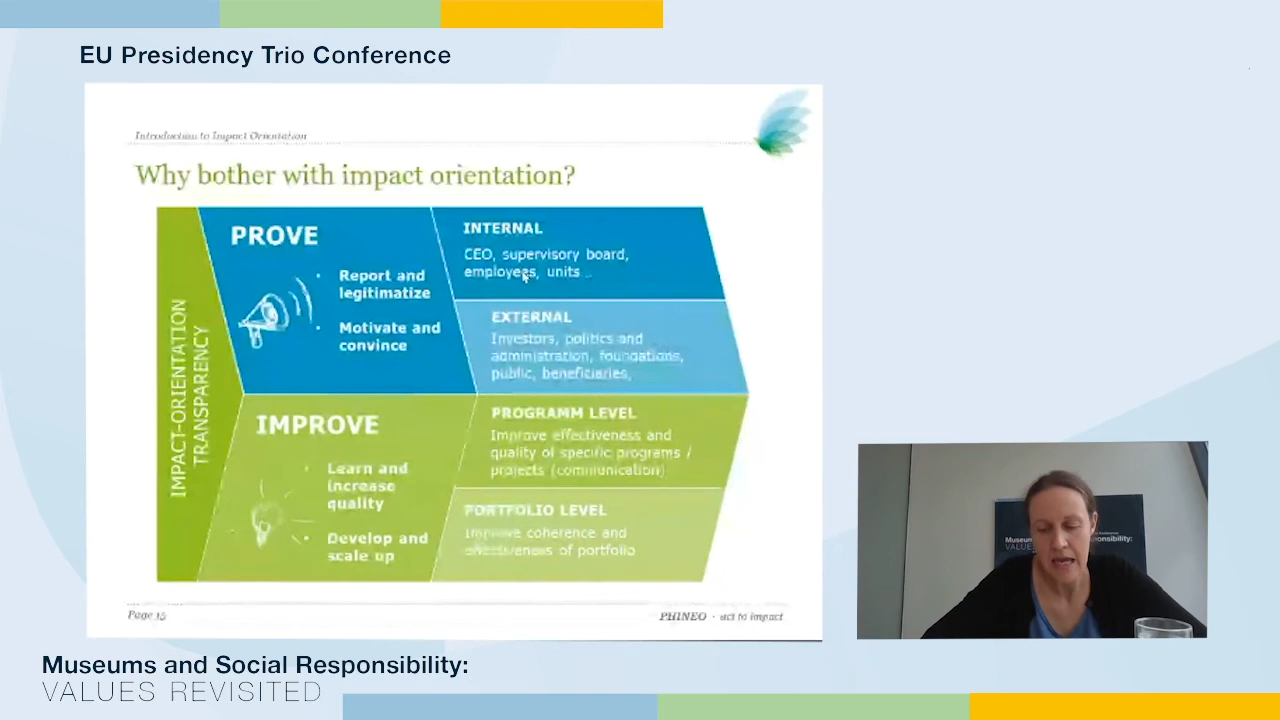 EU Presidency Trio Conference
Introduction to Impact Orientation
Why bother with impact orientation?
IMPACT-ORIENTATION
TRANSPARENCY
PROVE
• Report and
legitimatize
• Motivate and
convince
INTERNAL
CEO, supervisory board,
employees, units ..
EXTERNAL
Investors, politics and
administration, foundations,
public, beneficiaries,
IMPROVE
• Learn and
increase
quality
• Develop and
scale up
PROGRAMM LEVEL
Improve effectiveness and
quality of specific programs /
projects (communication)
PORTFOLIO LEVEL
Improve coherence and
effectiveness of portfolio
Page 15
PHINEO · act to impact
Museums and Social Responsibility:
VALUES REVISITED